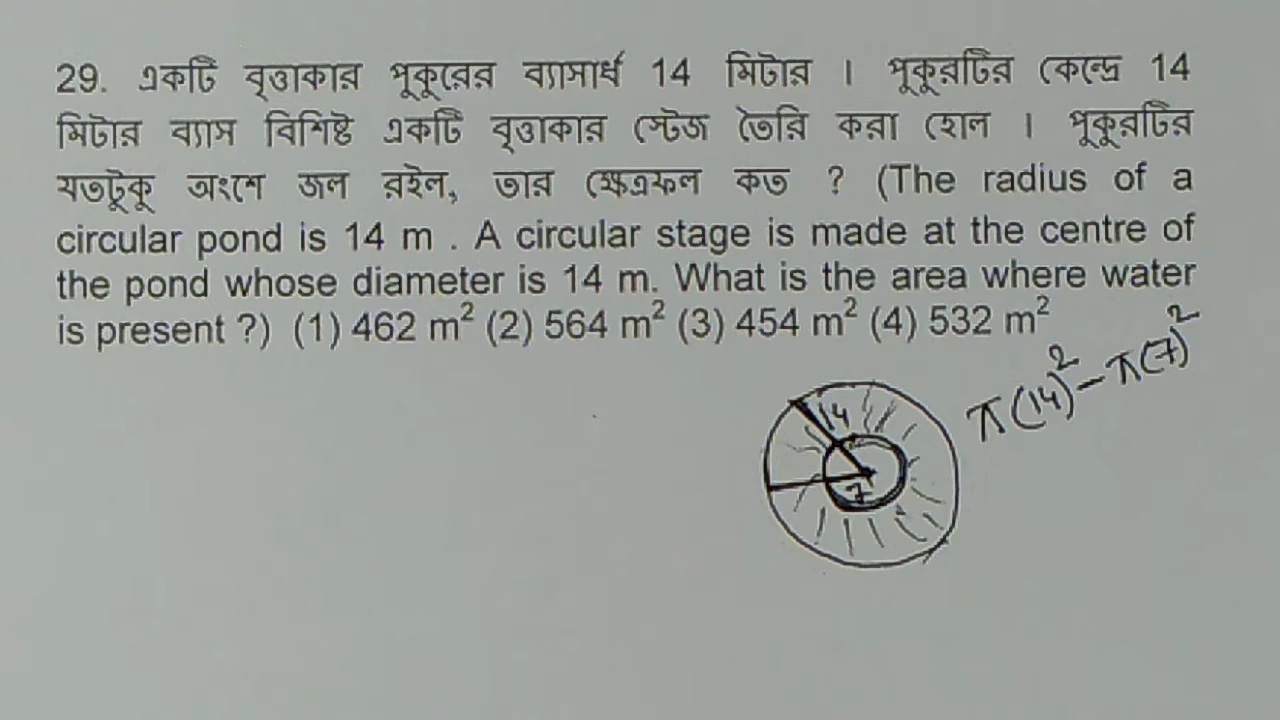 29. একটি বৃত্তাকার পুকুরের ব্যাসার্ধ 14 মিটার । পুকুরটির কেন্দ্রে 14
মিটার ব্যাস বিশিষ্ট একটি বৃত্তাকার স্টেজ তৈরি করা হোল । পুকুরটির
যতটুকু অংশে জল রইল, তার ক্ষেত্রফল কত ? (The radius of a
circular pond is 14 m . A circular stage is made at the centre of
the pond whose diameter is 14 m. What is the area where water
is present ?) (1) 462 m² (2) 564 m² (3) 454 m² (4) 532 m²
π(14)² − π(7)²
14
7